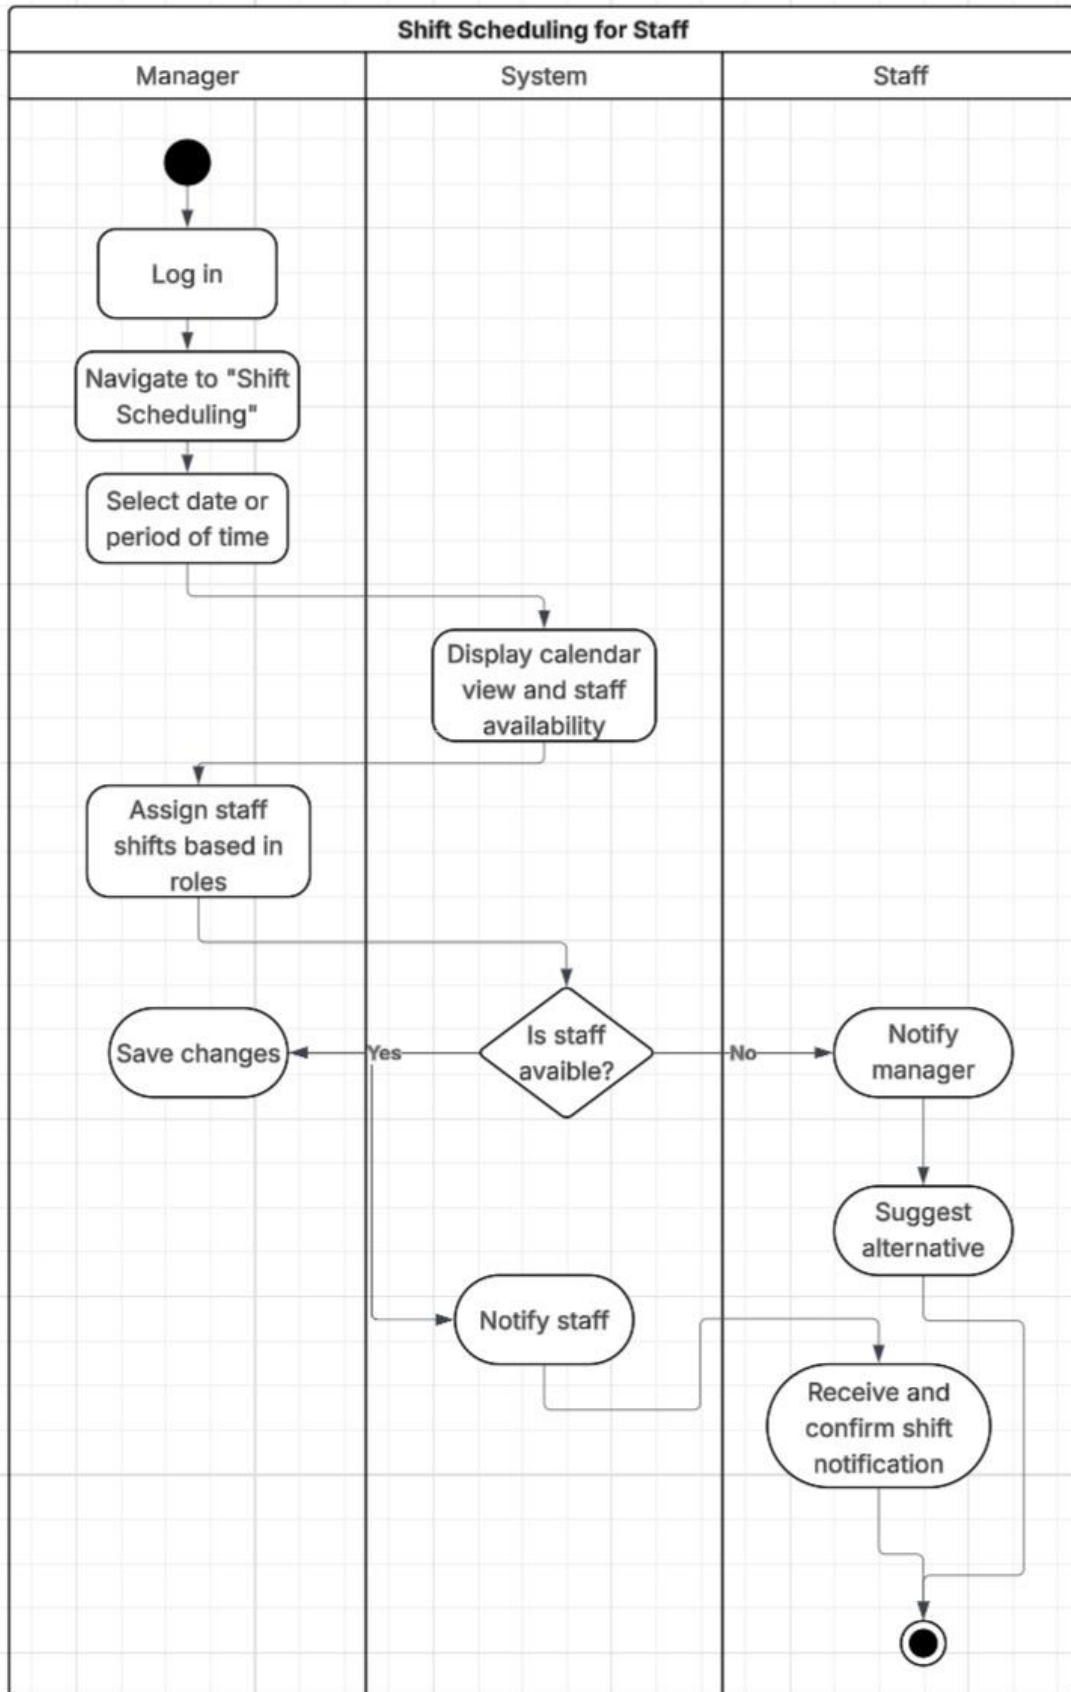 Shift Scheduling for Staff
Manager
System
Staff
Log in
Navigate to "Shift
Scheduling"
Select date or
period of time
Display calendar
view and staff
availability
Assign staff
shifts based in
roles
Is staff
avaible?
Yes
No
Save changes
Notify
manager
Suggest
alternative
Notify staff
Receive and
confirm shift
notification